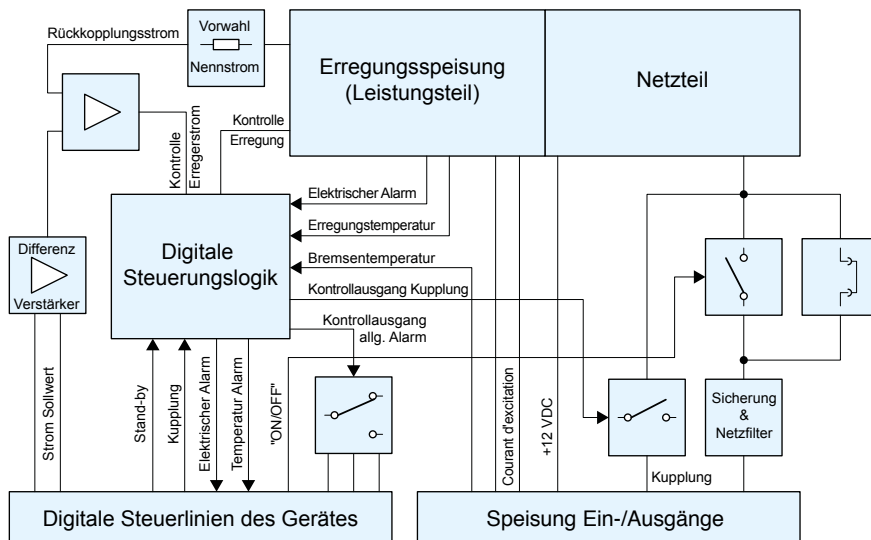 Rückkopplungsstrom
Vorwahl
Nennstrom
Erregungsspeisung
(Leistungsteil)
Netzteil
Kontrolle
Erregerstrom
Kontrolle
Erregung
Elektrischer Alarm
Erregungstemperatur
Bremsentemperatur
Kontrollausgang Kupplung
Kontrollausgang
allg. Alarm
Digitale
Steuerungslogik
Differenz
Verstärker
Strom Sollwert
Stand-by
Kupplung
Elektrischer Alarm
Temperatur Alarm
"ON/OFF"
Courant d'excitation
+12 VDC
Sicherung
&
Netzfilter
Kupplung
Digitale Steuerlinien des Gerätes
Speisung Ein-/Ausgänge